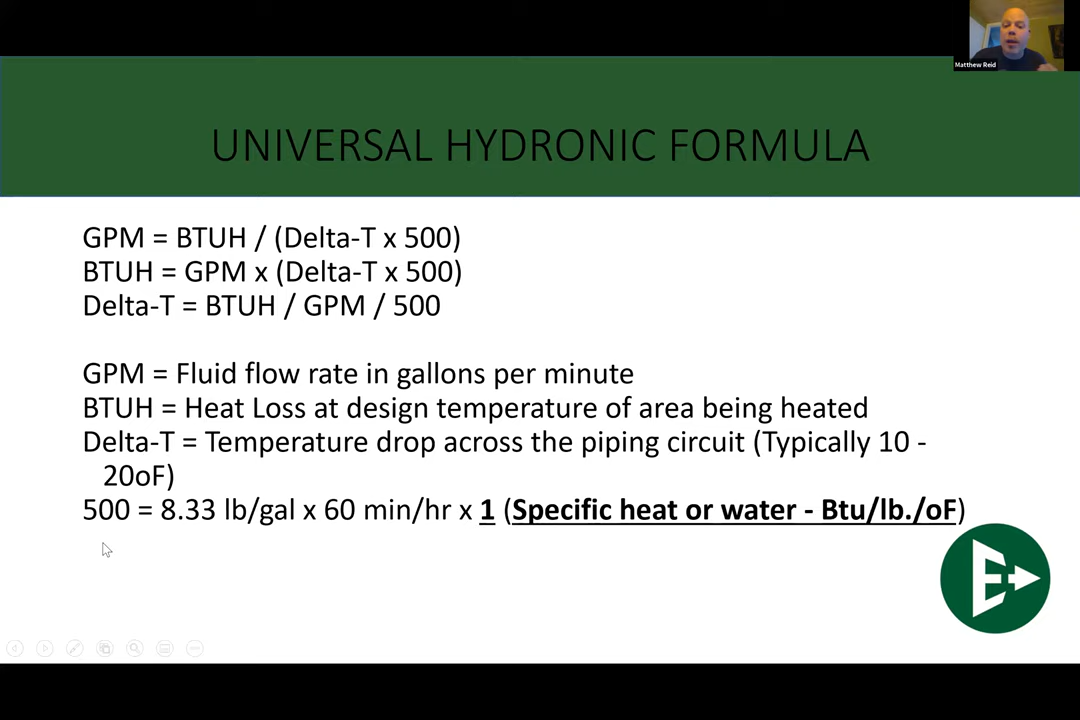 Matthew Reid
UNIVERSAL HYDRONIC FORMULA
GPM = BTUH / (Delta-T x 500)
BTUH = GPM x (Delta-T x 500)
Delta-T = BTUH / GPM / 500
GPM = Fluid flow rate in gallons per minute
BTUH = Heat Loss at design temperature of area being heated
Delta-T = Temperature drop across the piping circuit (Typically 10 -
20oF)
500 = 8.33 lb/gal x 60 min/hr x 1 (Specific heat or water - Btu/lb./oF)
E